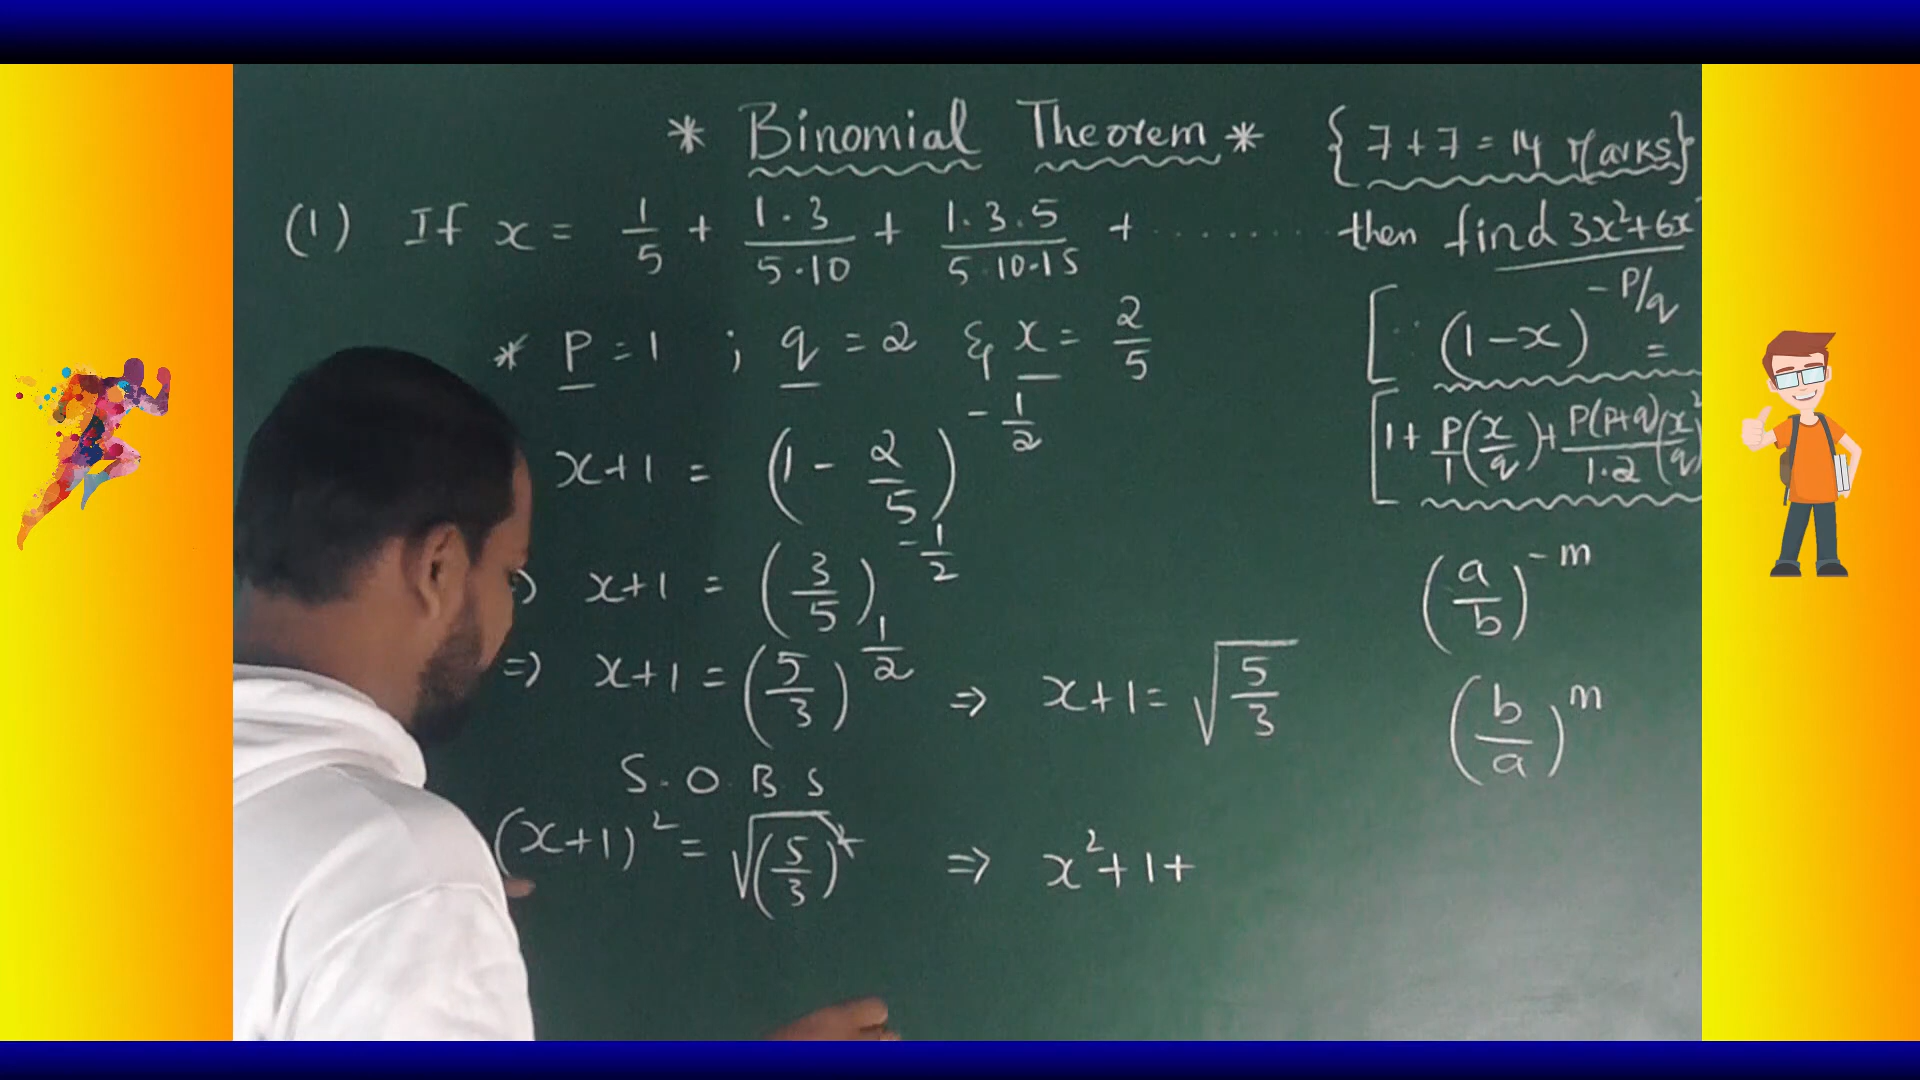 * Binomial Theorem * {7+7=14 Marks}
(1) If x = 1/5 + 1·3/5·10 + 1·3·5/5·10·15 + ........ then find 3x²+6x
* P = 1 ; q = 2 & x = 2/5
[·· (1-x)^-P/q =
[1+ P/1(x/q)+ P(P+q)/1·2 (x²/q)
x+1 = (1 - 2/5)^-1/2
⇒ x+1 = (3/5)^-1/2
(a/b)^-m
⇒ x+1 = (5/3)^1/2 ⇒ x+1= √5/3
(b/a)^m
S.O.B.S
(x+1)² = √(5/3)² ⇒ x²+1+